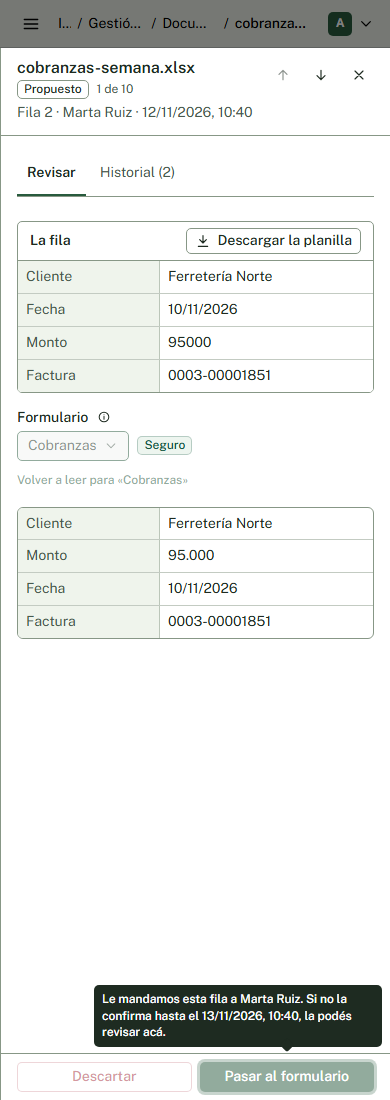 I... / Gestió... / Docu... / cobranza... A
cobranzas-semana.xlsx
Propuesto 1 de 10
Fila 2 · Marta Ruiz · 12/11/2026, 10:40
Revisar Historial (2)
La fila Descargar la planilla
Cliente Ferretería Norte
Fecha 10/11/2026
Monto 95000
Factura 0003-00001851
Formulario
Cobranzas Seguro
Volver a leer para «Cobranzas»
Cliente Ferretería Norte
Monto 95.000
Fecha 10/11/2026
Factura 0003-00001851
Le mandamos esta fila a Marta Ruiz. Si no la
confirma hasta el 13/11/2026, 10:40, la podés
revisar acá.
Descartar Pasar al formulario